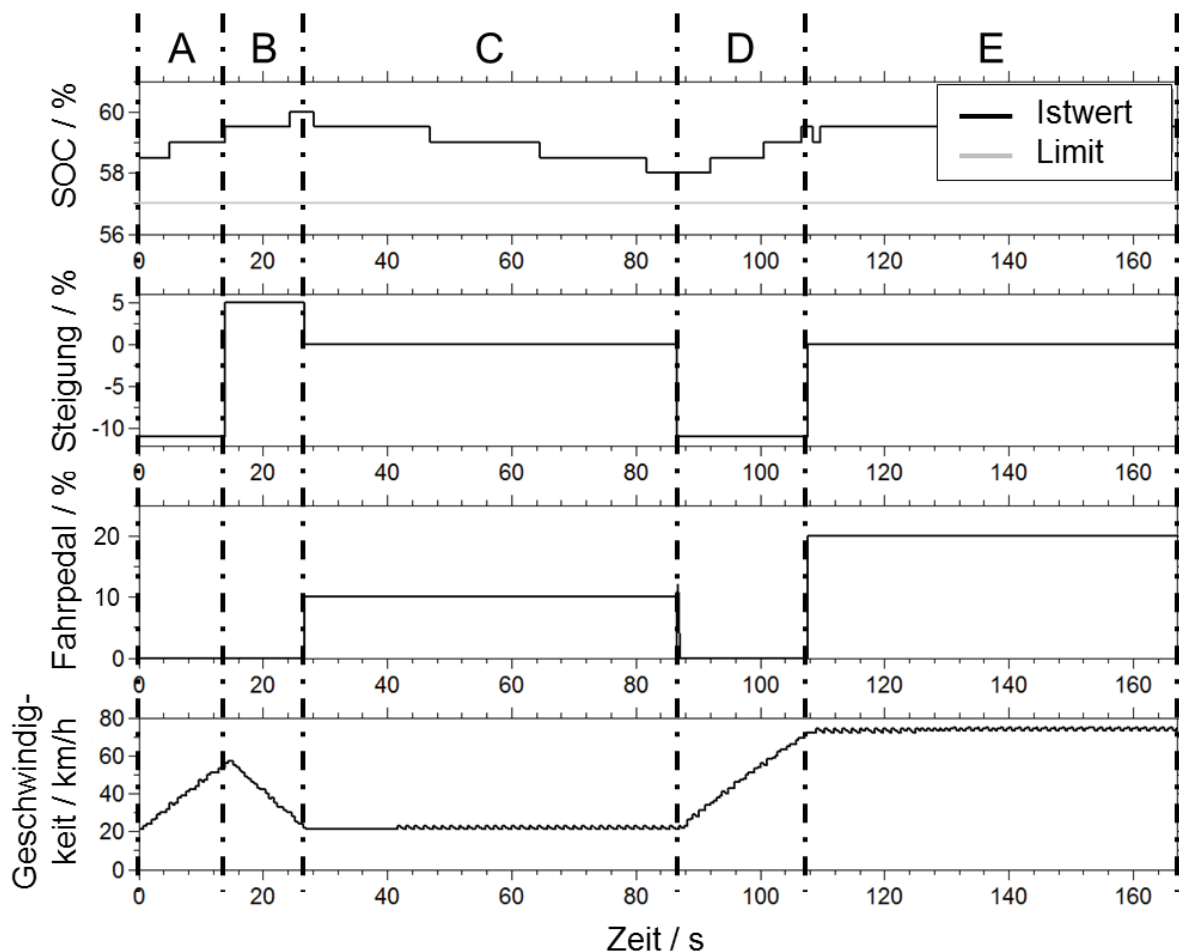 A B C D E
SOC / %
60
58
56
Istwert
Limit
0 20 40 60 80 100 120 140 160
Steigung / %
5
0
-5
-10
0 20 40 60 80 100 120 140 160
Fahrpedal / %
20
10
0
0 20 40 60 80 100 120 140 160
Geschwindig-
keit / km/h
80
60
40
20
0
0 20 40 60 80 100 120 140 160
Zeit / s